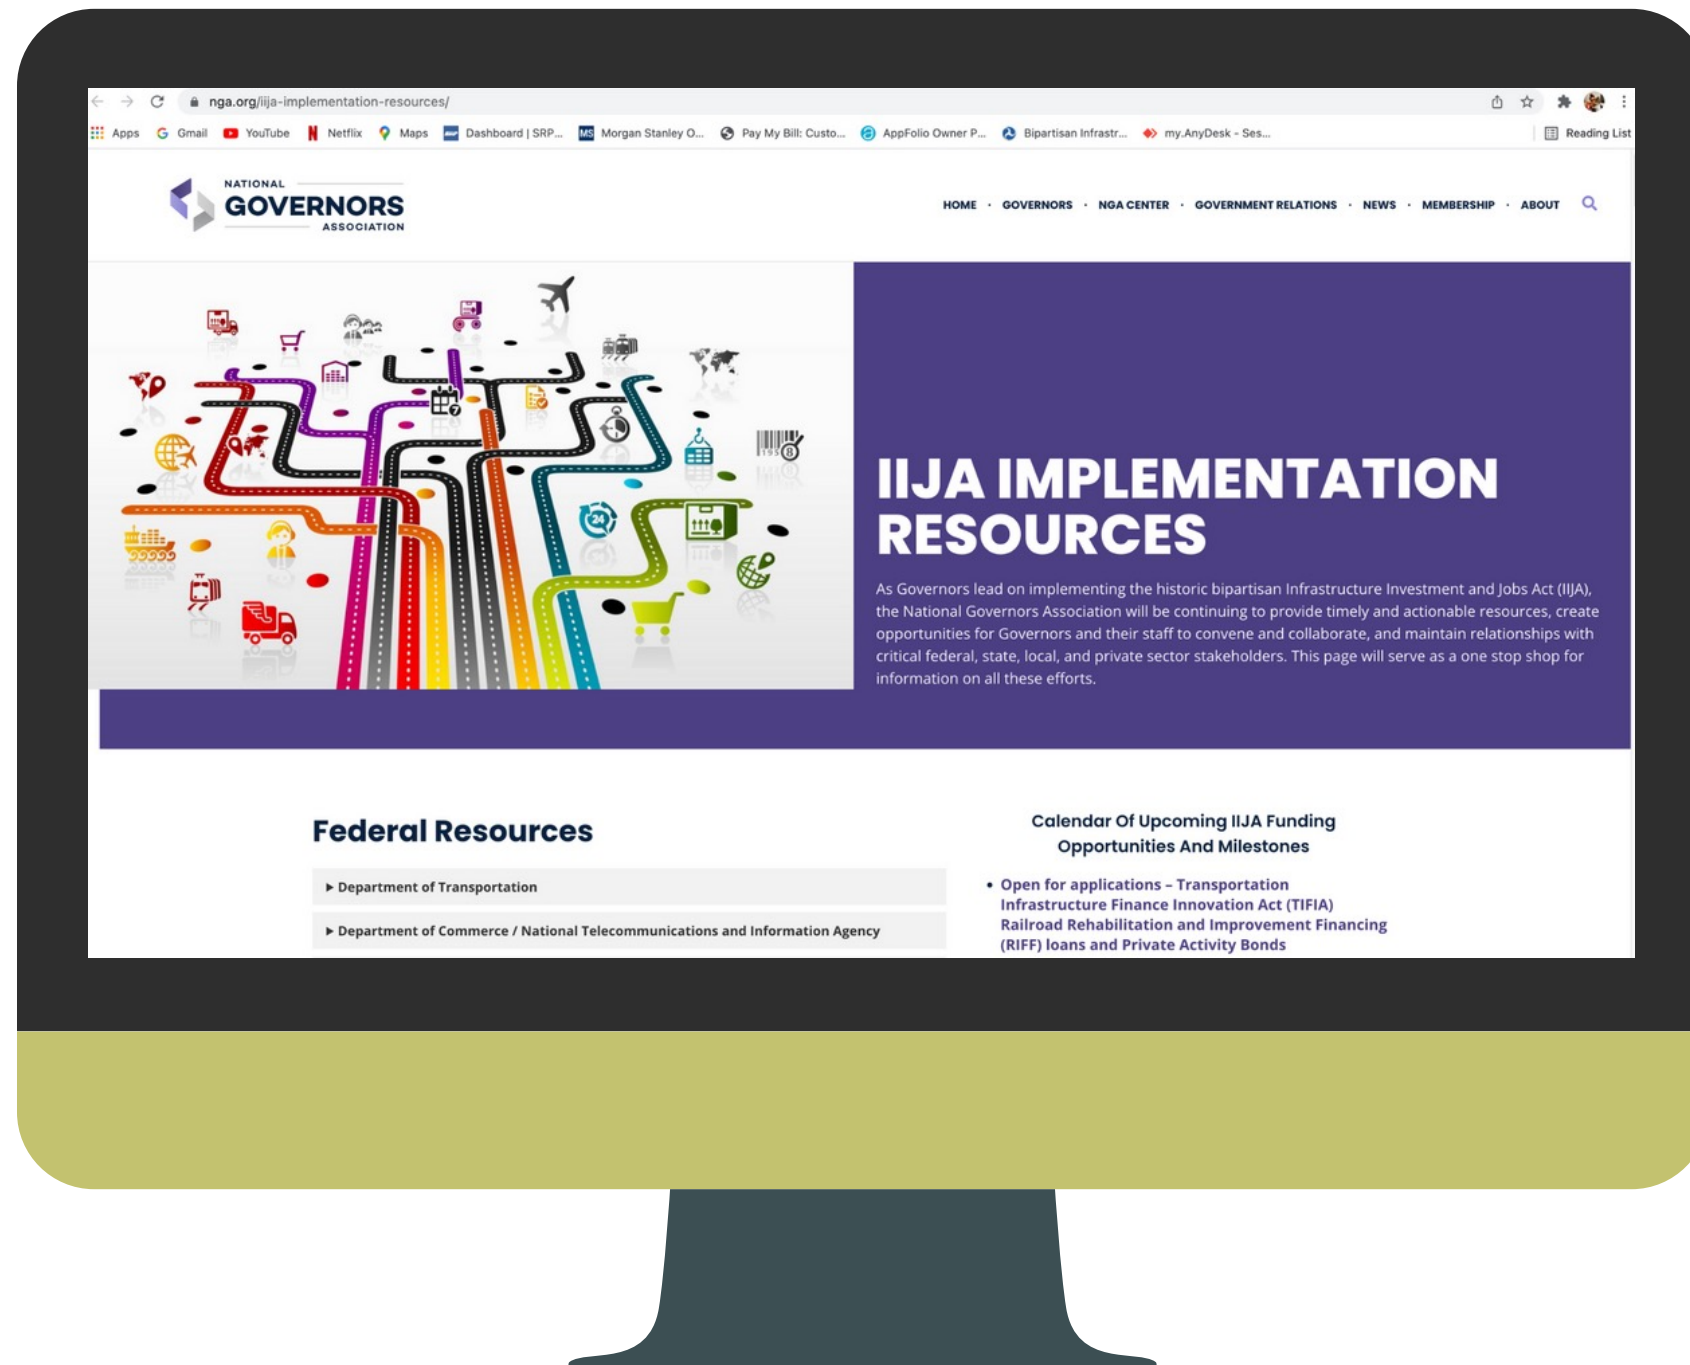 nga.org/iija-implementation-resources/
Apps Gmail YouTube Netflix Maps Dashboard | SRP... MS Morgan Stanley O... Pay My Bill: Custo... AppFolio Owner P... Bipartisan Infrastr... my.AnyDesk - Ses... Reading List
NATIONAL
GOVERNORS
ASSOCIATION
HOME · GOVERNORS · NGA CENTER · GOVERNMENT RELATIONS · NEWS · MEMBERSHIP · ABOUT
7
24
195 8
IIJA IMPLEMENTATION
RESOURCES
As Governors lead on implementing the historic bipartisan Infrastructure Investment and Jobs Act (IIJA),
the National Governors Association will be continuing to provide timely and actionable resources, create
opportunities for Governors and their staff to convene and collaborate, and maintain relationships with
critical federal, state, local, and private sector stakeholders. This page will serve as a one stop shop for
information on all these efforts.
Federal Resources
Department of Transportation
Department of Commerce / National Telecommunications and Information Agency
Calendar Of Upcoming IIJA Funding
Opportunities And Milestones
• Open for applications – Transportation
Infrastructure Finance Innovation Act (TIFIA)
Railroad Rehabilitation and Improvement Financing
(RIFF) loans and Private Activity Bonds